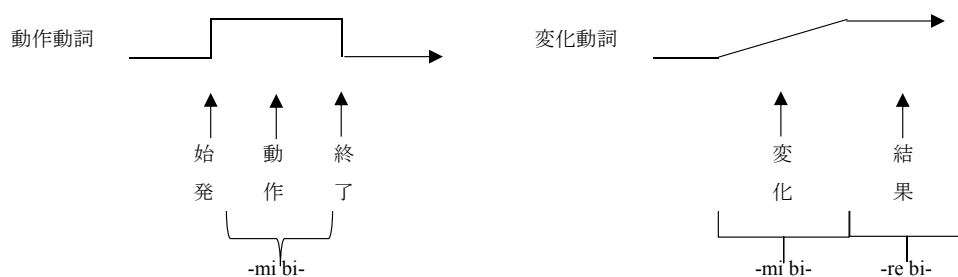 動作動詞
変化動詞
始発
動作
終了
変化
結果
-mi bi-
-mi bi-
-re bi-